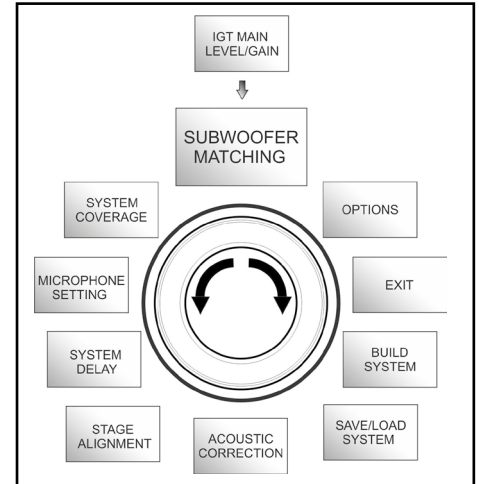 IGT MAIN
LEVEL/GAIN
SUBWOOFER
MATCHING
SYSTEM
COVERAGE
OPTIONS
MICROPHONE
SETTING
EXIT
SYSTEM
DELAY
BUILD
SYSTEM
STAGE
ALIGNMENT
ACOUSTIC
CORRECTION
SAVE/LOAD
SYSTEM